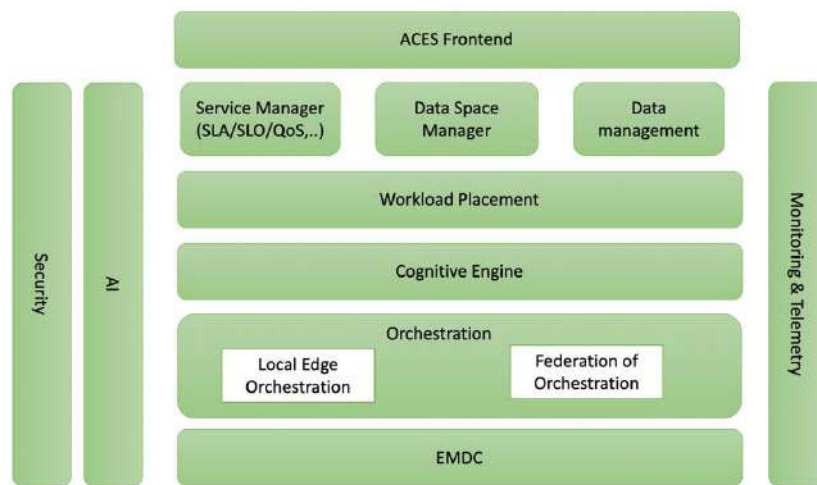 ACES Frontend
Service Manager
(SLA/SLO/QoS,..)
Data Space
Manager
Data
management
Workload Placement
Cognitive Engine
Orchestration
Local Edge
Orchestration
Federation of
Orchestration
EMDC
Security
AI
Monitoring & Telemetry